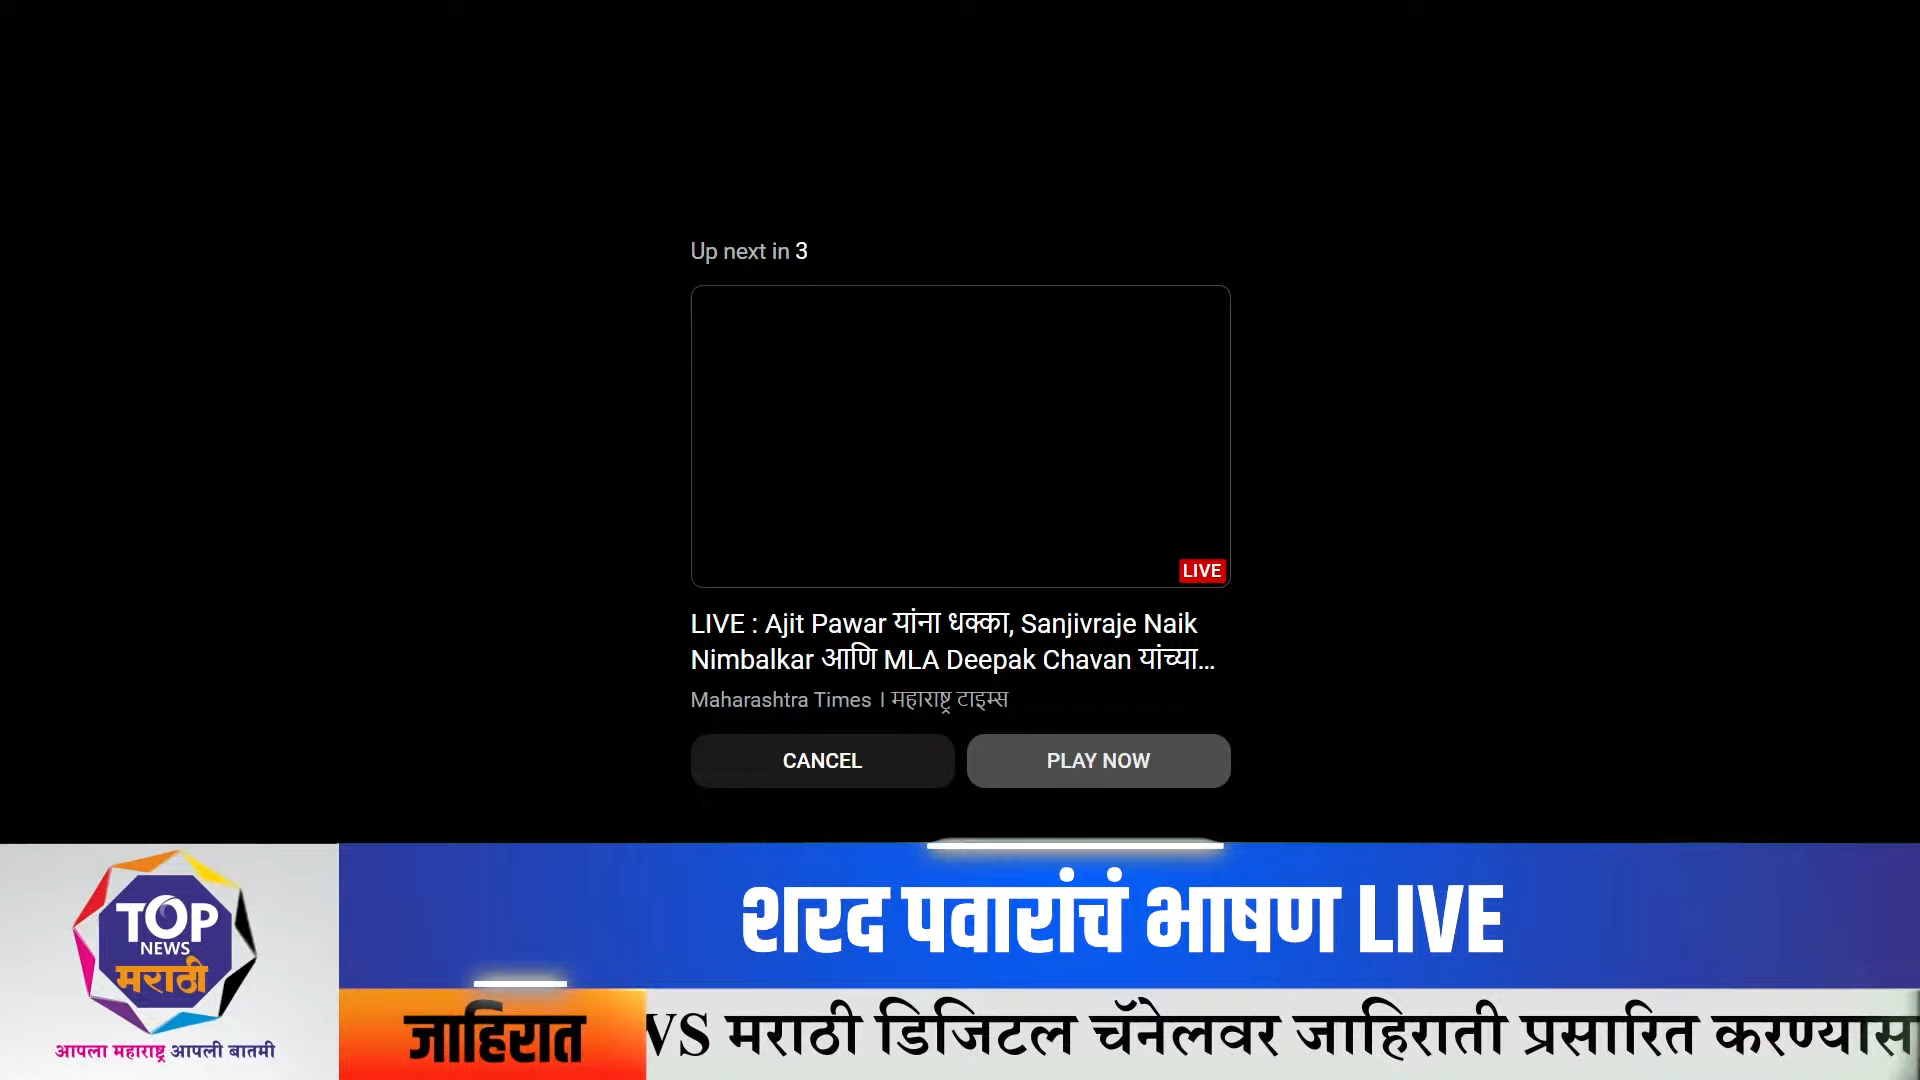 Up next in 3
LIVE
LIVE : Ajit Pawar यांना धक्का, Sanjivraje Naik
Nimbalkar आणि MLA Deepak Chavan यांच्या...
Maharashtra Times । महाराष्ट्र टाइम्स
CANCEL
PLAY NOW
TOP
NEWS
मराठी
आपला महाराष्ट्र आपली बातमी
शरद पवारांचं भाषण LIVE
जाहिरात
मराठी डिजिटल चॅनेलवर जाहिराती प्रसारित करण्यास